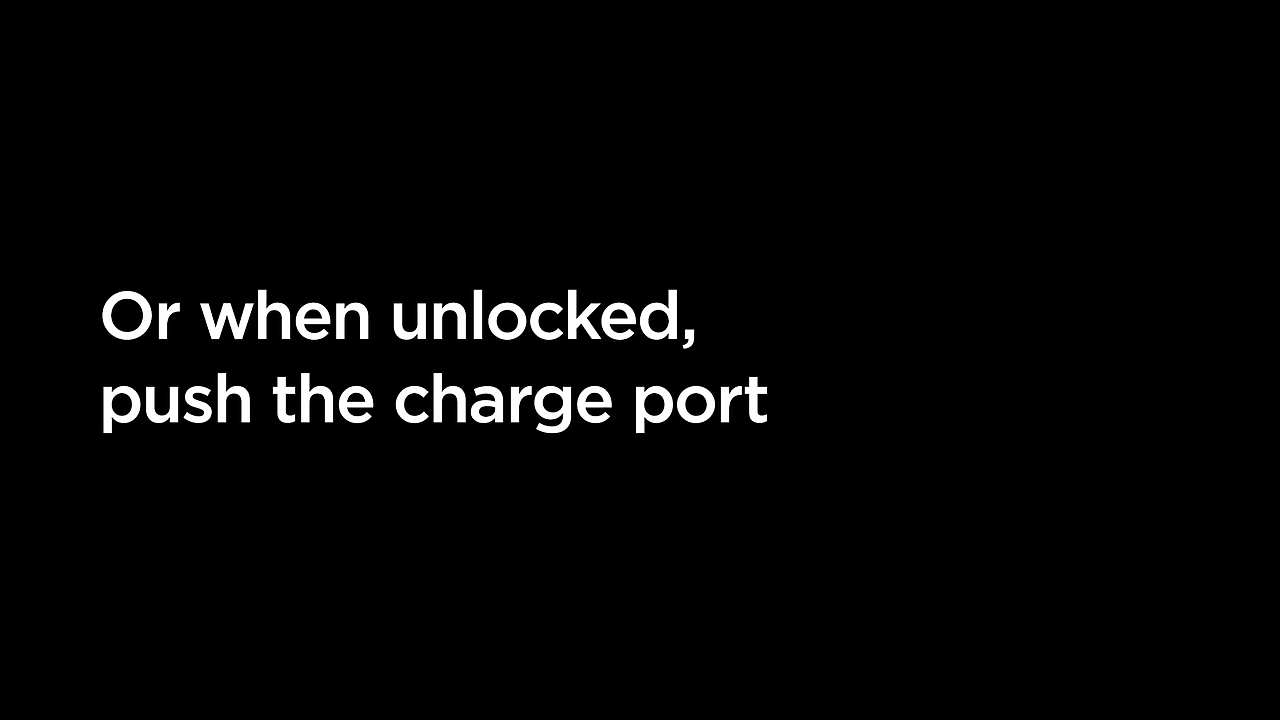 Or when unlocked,
push the charge port